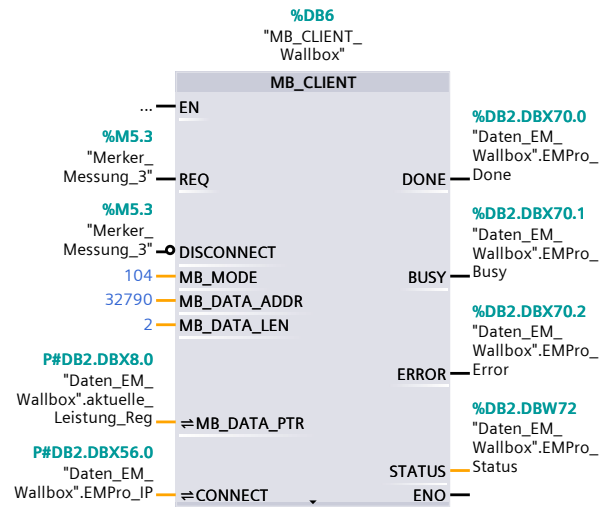 %DB6
"MB_CLIENT_
Wallbox"
MB_CLIENT
... EN
%M5.3
"Merker_
Messung_3" REQ
%M5.3
"Merker_
Messung_3" DISCONNECT
104 MB_MODE
32790 MB_DATA_ADDR
2 MB_DATA_LEN
P#DB2.DBX8.0
"Daten_EM_
Wallbox".aktuelle_
Leistung_Reg ⇌MB_DATA_PTR
P#DB2.DBX56.0
"Daten_EM_
Wallbox".EMPro_IP ⇌CONNECT
%DB2.DBX70.0
"Daten_EM_
Wallbox".EMPro_
DONE Done
%DB2.DBX70.1
"Daten_EM_
Wallbox".EMPro_
BUSY Busy
%DB2.DBX70.2
"Daten_EM_
Wallbox".EMPro_
ERROR Error
%DB2.DBW72
"Daten_EM_
Wallbox".EMPro_
STATUS Status
ENO